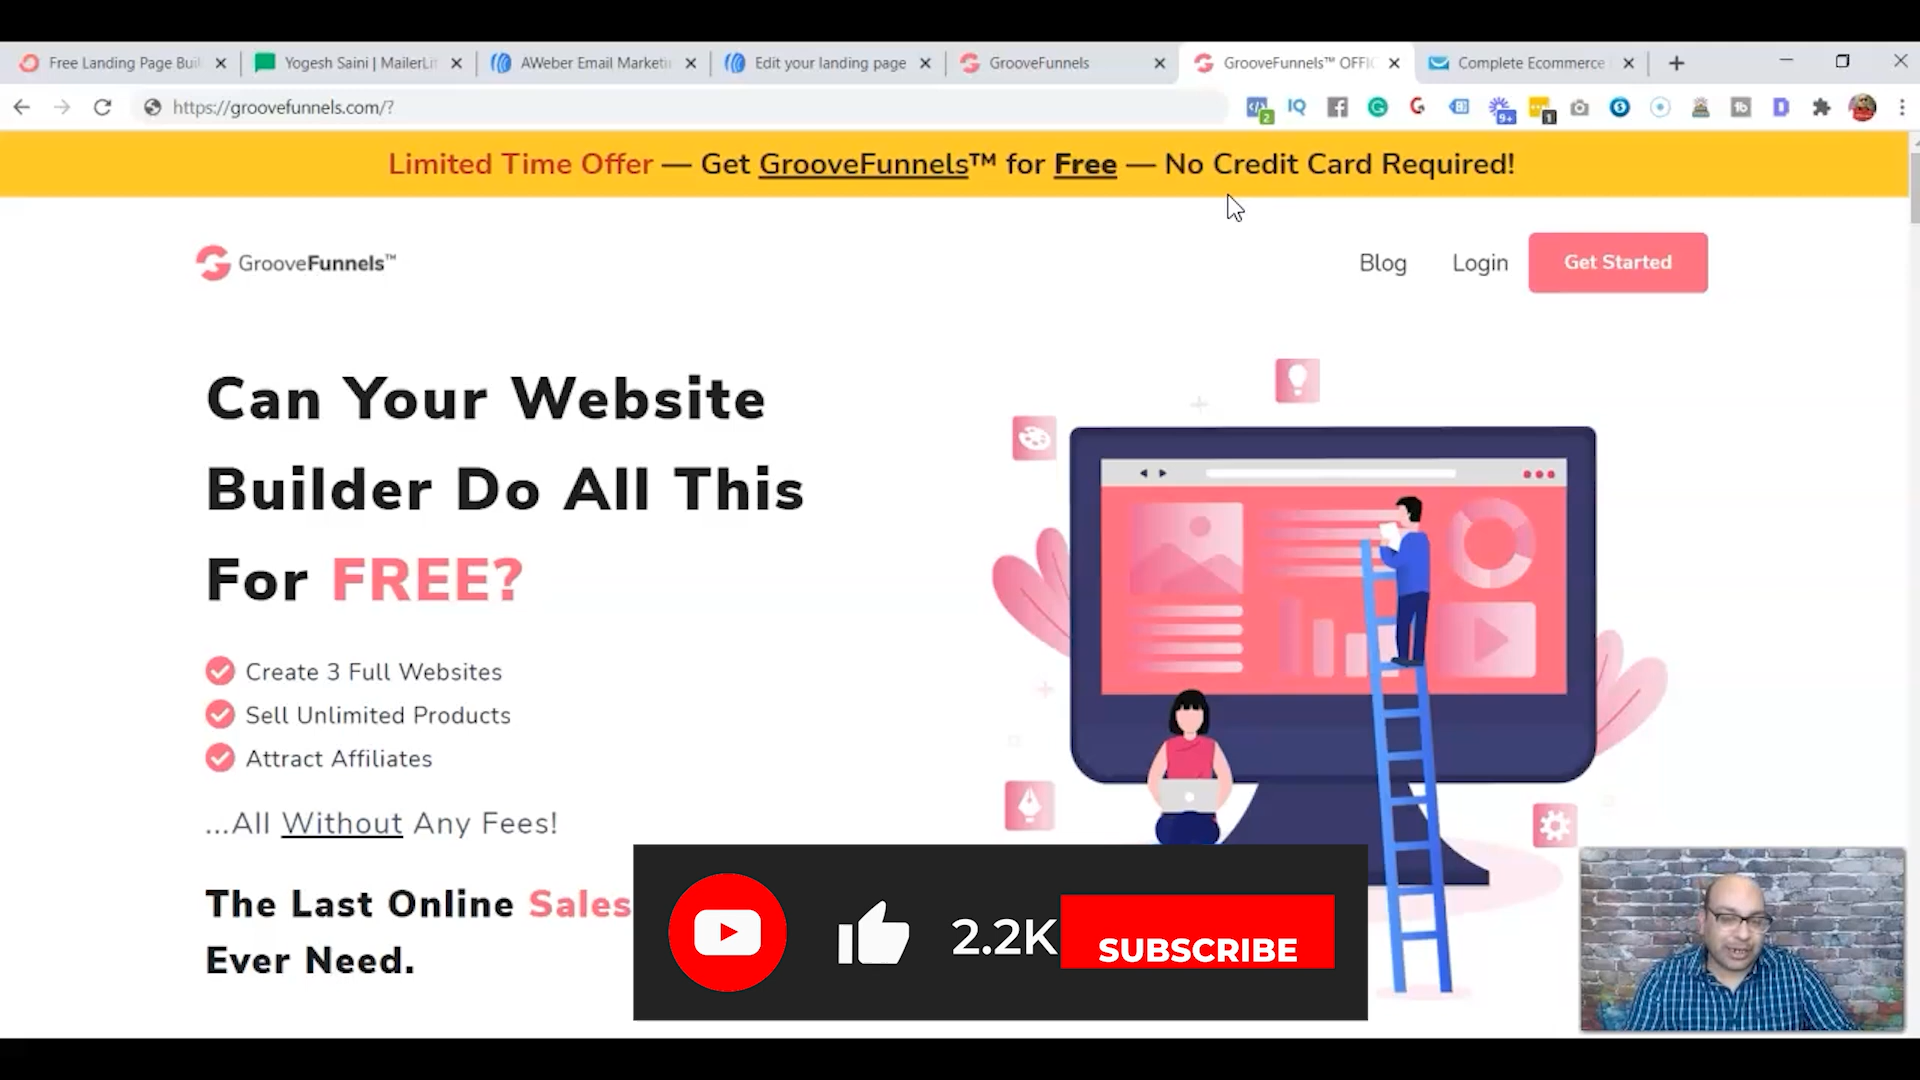 Free Landing Page Buil
Yogesh Saini | MailerLit
AWeber Email Marketi
Edit your landing page
GrooveFunnels
GrooveFunnels™ OFFIC
Complete Ecommerce
https://groovefunnels.com/?
Limited Time Offer — Get GrooveFunnels™ for Free — No Credit Card Required!
GrooveFunnels™
Blog
Login
Get Started
Can Your Website
Builder Do All This
For FREE?
Create 3 Full Websites
Sell Unlimited Products
Attract Affiliates
...All Without Any Fees!
The Last Online Sales
Ever Need.
2.2K
SUBSCRIBE